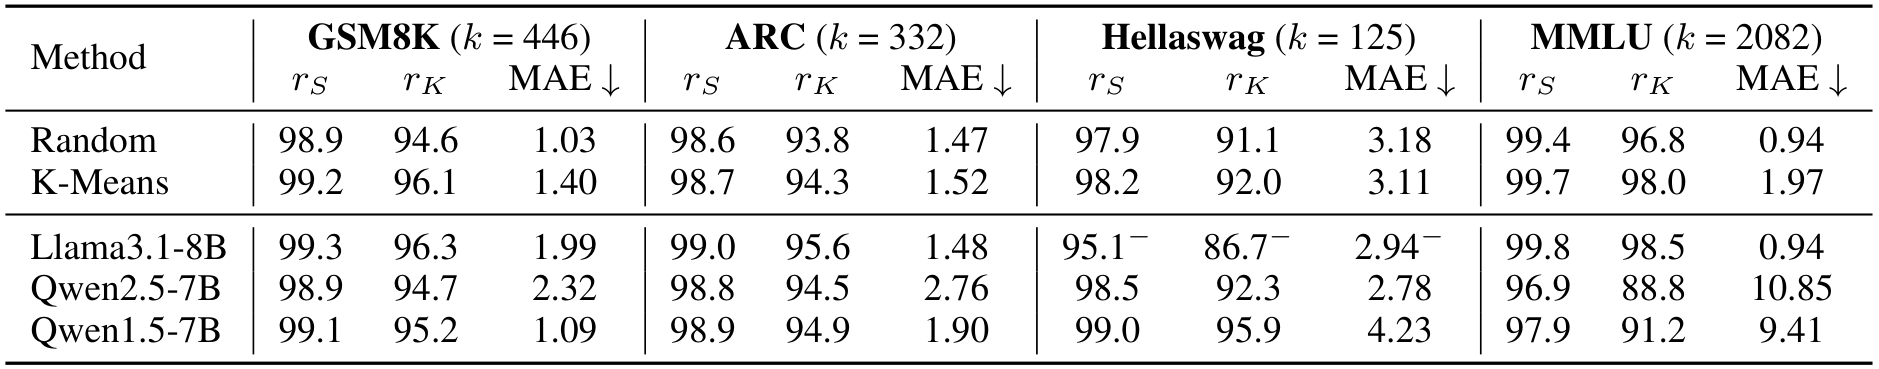 Method GSM8K (k = 446) ARC (k = 332) Hellaswag (k = 125) MMLU (k = 2082)
r_S r_K MAE ↓ r_S r_K MAE ↓ r_S r_K MAE ↓ r_S r_K MAE ↓
Random 98.9 94.6 1.03 98.6 93.8 1.47 97.9 91.1 3.18 99.4 96.8 0.94
K-Means 99.2 96.1 1.40 98.7 94.3 1.52 98.2 92.0 3.11 99.7 98.0 1.97
Llama3.1-8B 99.3 96.3 1.99 99.0 95.6 1.48 95.1⁻ 86.7⁻ 2.94⁻ 99.8 98.5 0.94
Qwen2.5-7B 98.9 94.7 2.32 98.8 94.5 2.76 98.5 92.3 2.78 96.9 88.8 10.85
Qwen1.5-7B 99.1 95.2 1.09 98.9 94.9 1.90 99.0 95.9 4.23 97.9 91.2 9.41